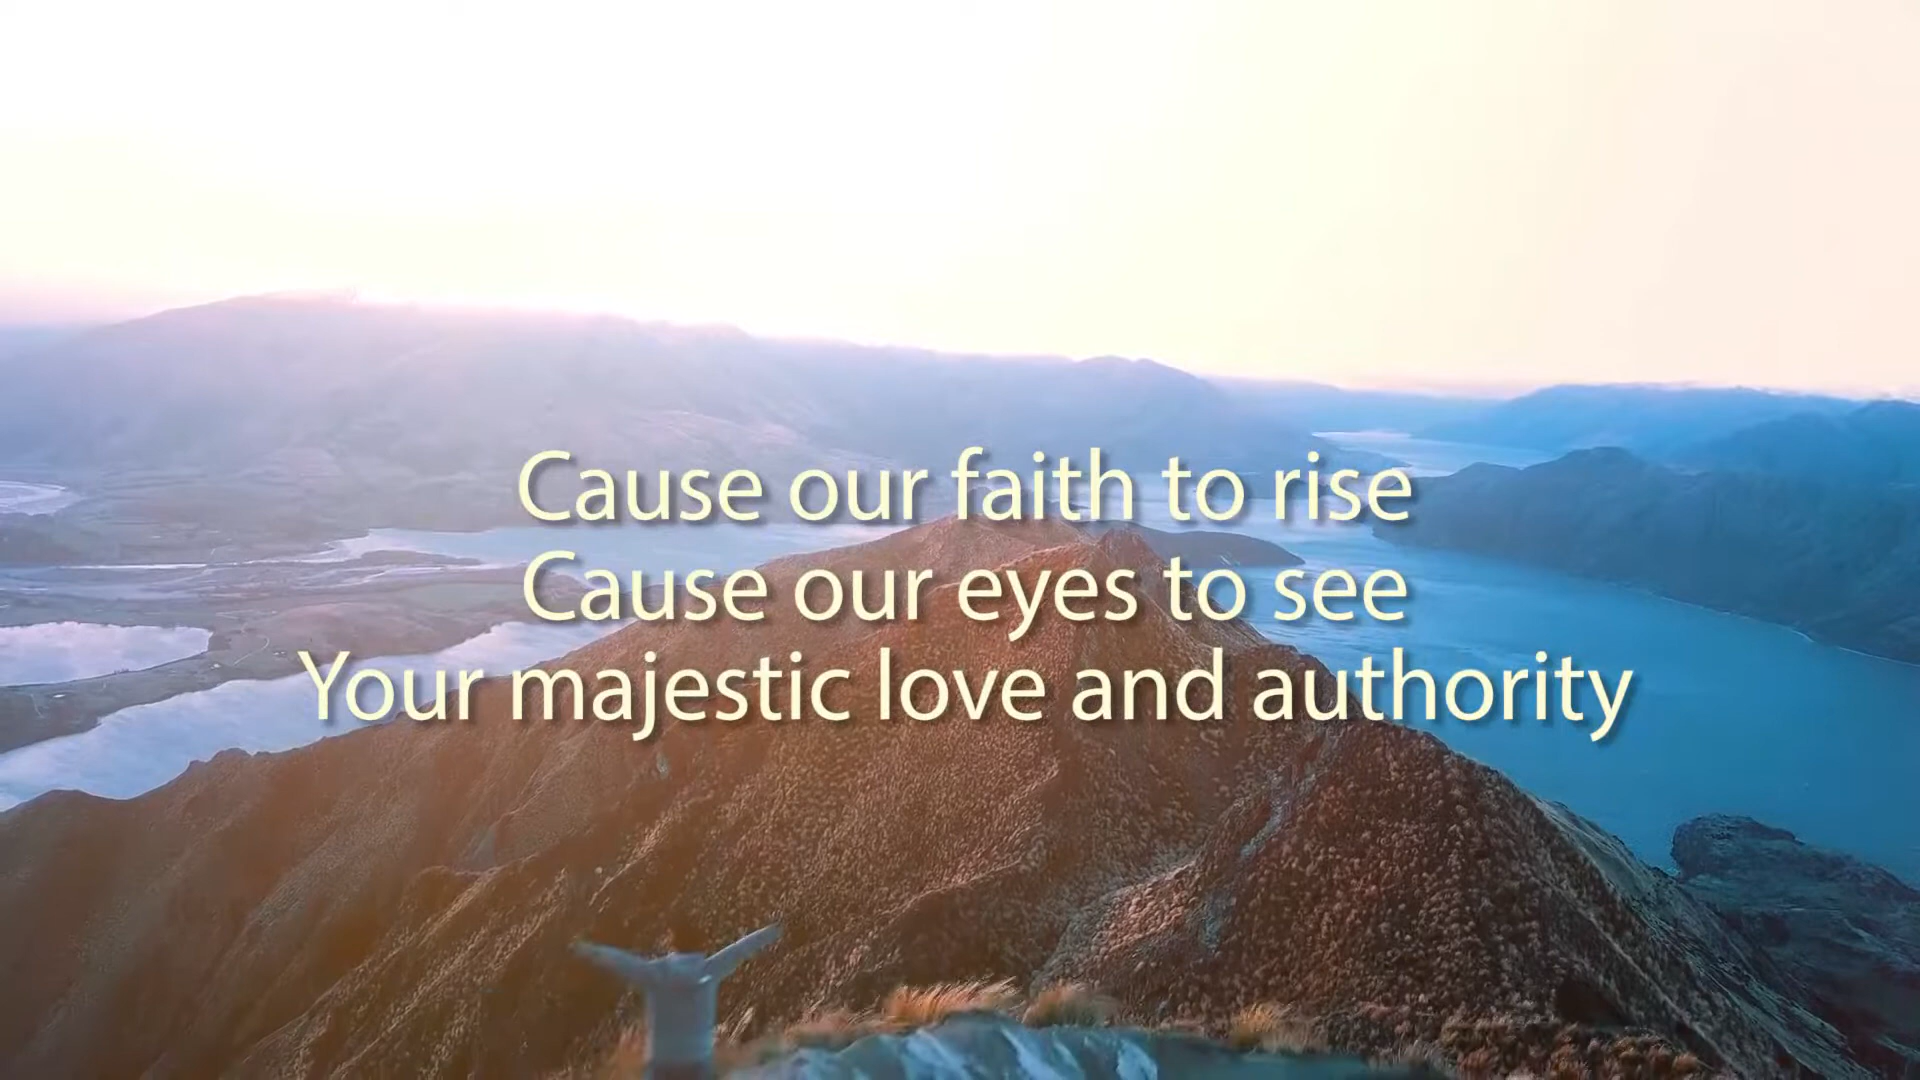 Cause our faith to rise
Cause our eyes to see
Your majestic love and authority